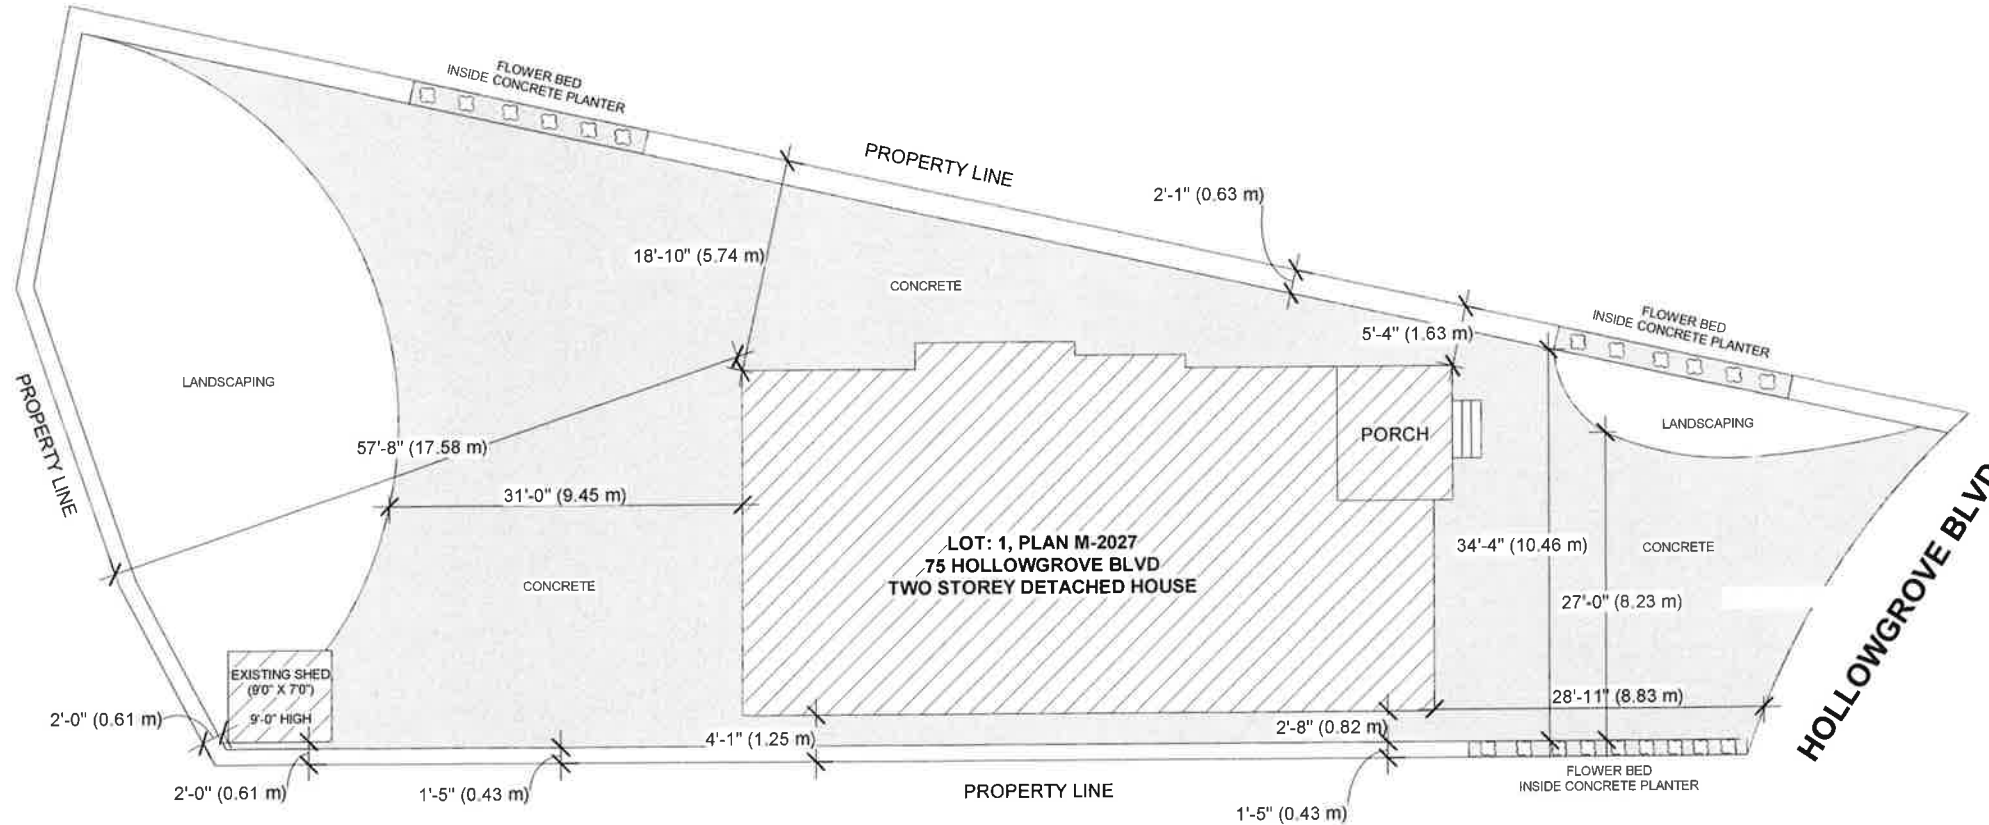 FLOWER BED
INSIDE CONCRETE PLANTER
PROPERTY LINE
2'-1" (0.63 m)
18'-10" (5.74 m)
CONCRETE
5'-4" (1.63 m)
FLOWER BED
INSIDE CONCRETE PLANTER
LANDSCAPING
LANDSCAPING
PROPERTY LINE
57'-8" (17.58 m)
PORCH
31'-0" (9.45 m)
LOT: 1, PLAN M-2027
75 HOLLOWGROVE BLVD
TWO STOREY DETACHED HOUSE
34'-4" (10.46 m)
CONCRETE
CONCRETE
27'-0" (8.23 m)
HOLLOWGROVE BLVD
EXISTING SHED
(9'0" X 7'0")
9'-0" HIGH
28'-11" (8.83 m)
2'-0" (0.61 m)
4'-1" (1.25 m)
2'-8" (0.82 m)
2'-0" (0.61 m)
1'-5" (0.43 m)
PROPERTY LINE
FLOWER BED
INSIDE CONCRETE PLANTER
1'-5" (0.43 m)